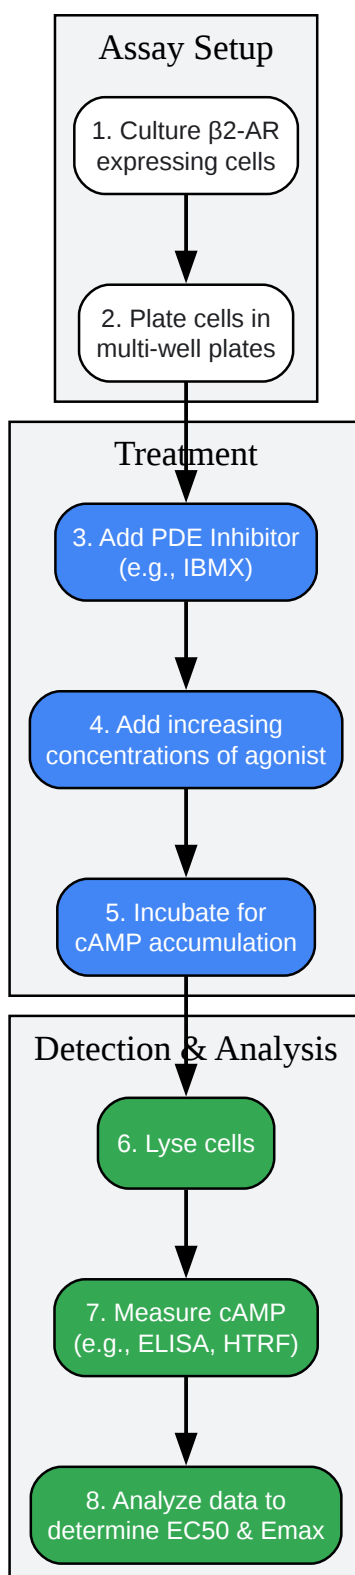 Assay Setup
1. Culture β2-AR
expressing cells
2. Plate cells in
multi-well plates
Treatment
3. Add PDE Inhibitor
(e.g., IBMX)
4. Add increasing
concentrations of agonist
5. Incubate for
cAMP accumulation
Detection & Analysis
6. Lyse cells
7. Measure cAMP
(e.g., ELISA, HTRF)
8. Analyze data to
determine EC50 & Emax